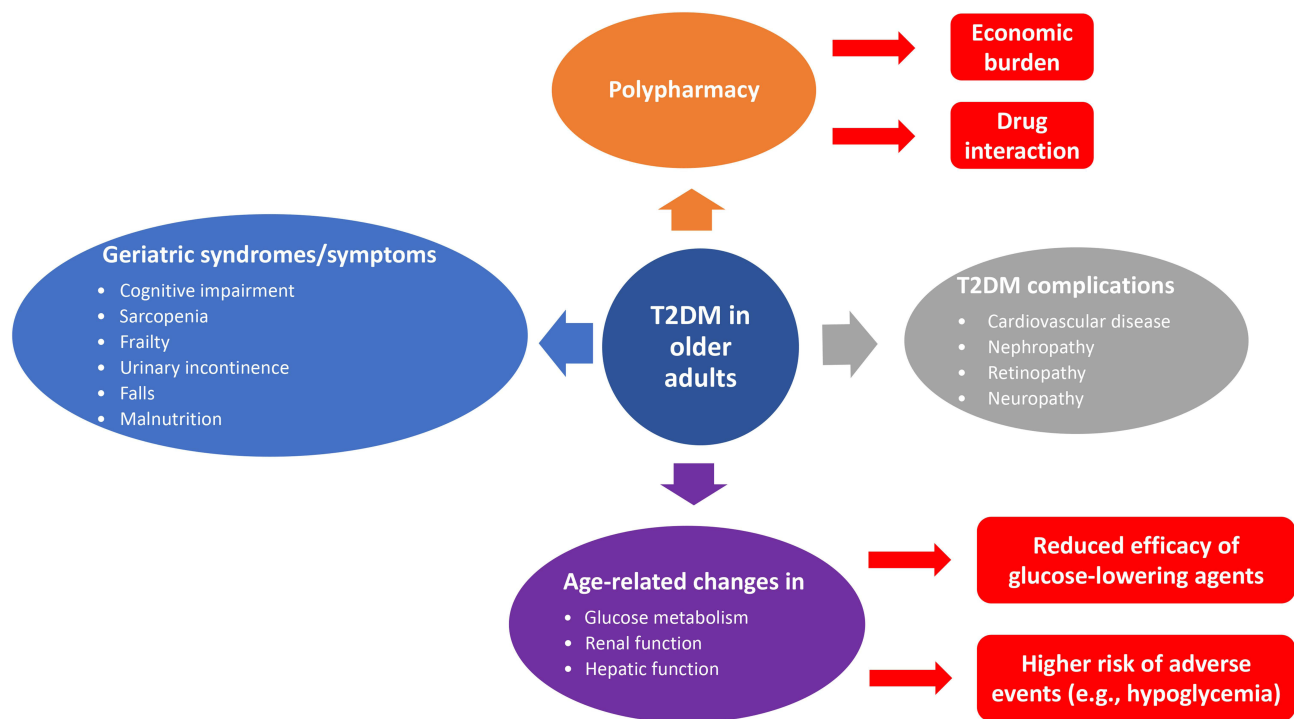 Polypharmacy
Economic
burden
Drug
interaction
Geriatric syndromes/symptoms
• Cognitive impairment
• Sarcopenia
• Frailty
• Urinary incontinence
• Falls
• Malnutrition
T2DM in
older
adults
T2DM complications
• Cardiovascular disease
• Nephropathy
• Retinopathy
• Neuropathy
Age-related changes in
• Glucose metabolism
• Renal function
• Hepatic function
Reduced efficacy of
glucose-lowering agents
Higher risk of adverse
events (e.g., hypoglycemia)